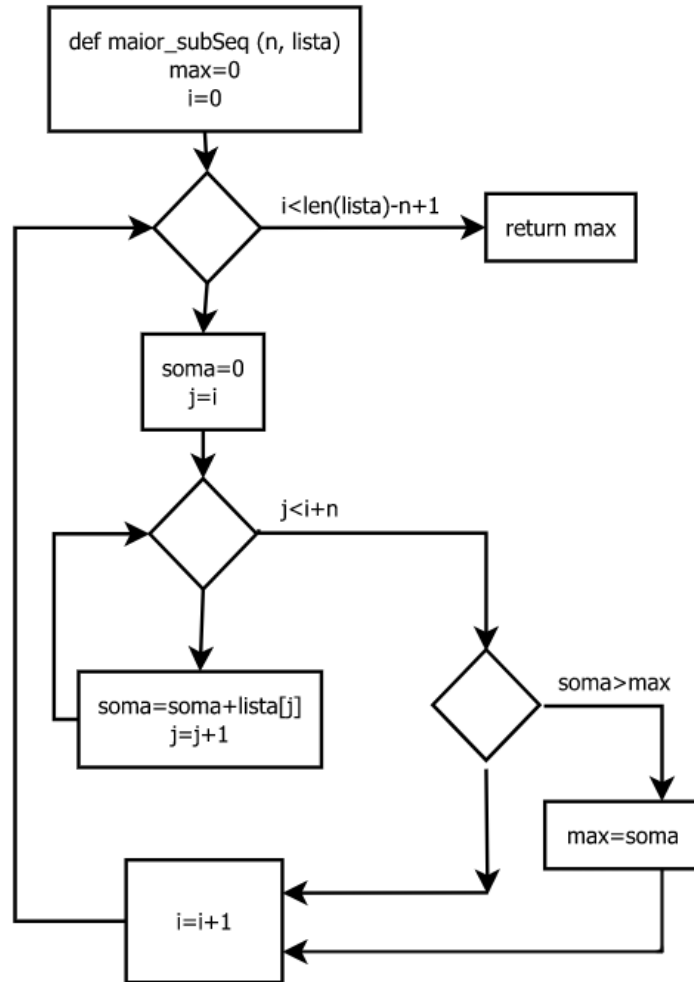 def maior_subSeq (n, lista)
max=0
i=0
i<len(lista)-n+1
return max
soma=0
j=i
j<i+n
soma=soma+lista[j]
j=j+1
soma>max
max=soma
i=i+1